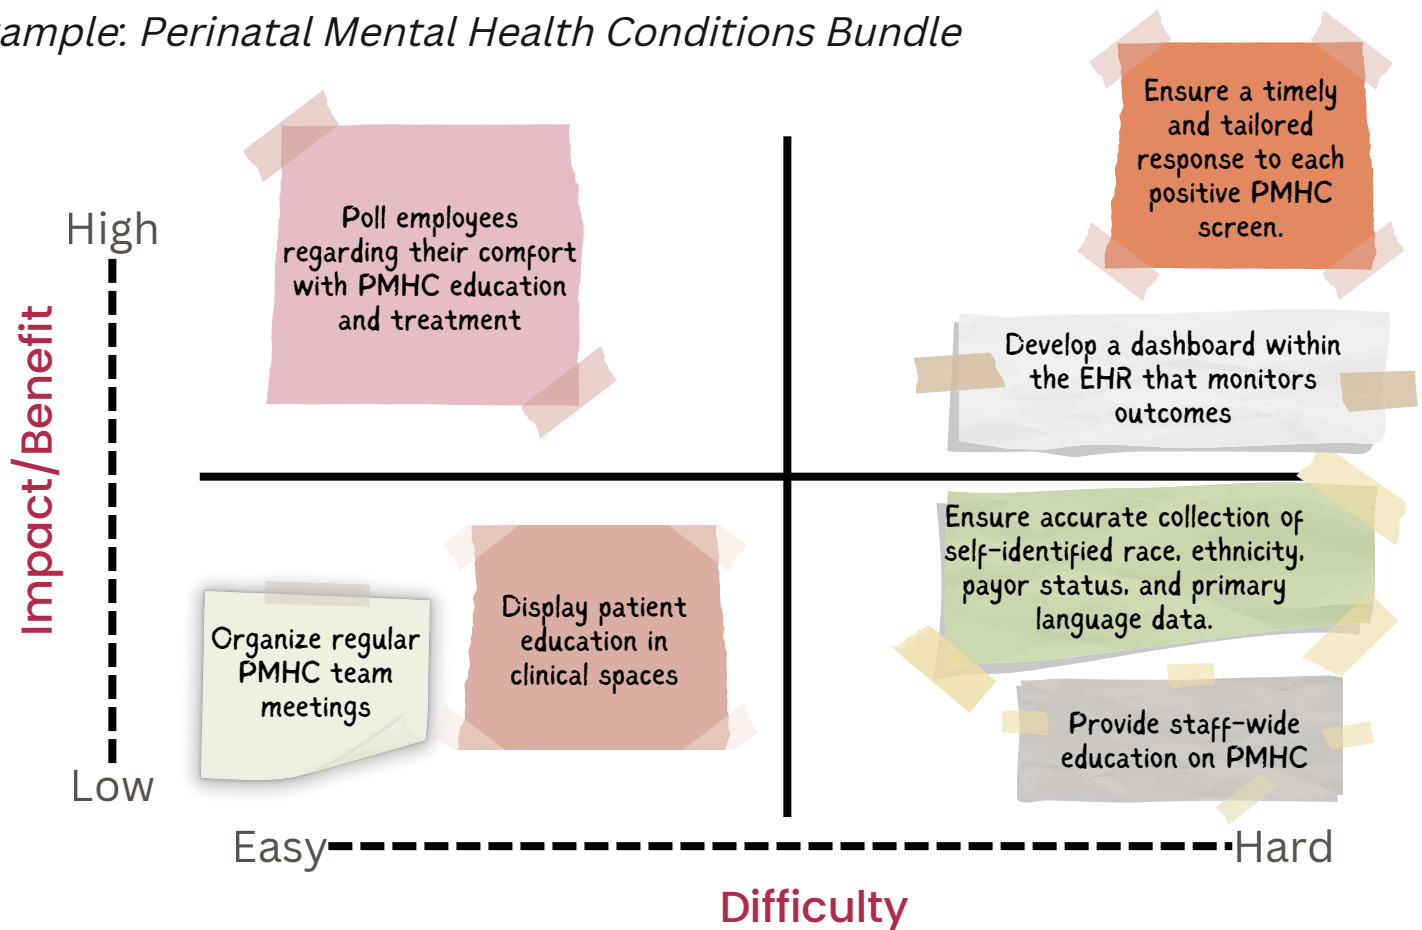 ample: Perinatal Mental Health Conditions Bundle
Ensure a timely
and tailored
response to each
positive PMHC
screen.
Poll employees
regarding their comfort
with PMHC education
and treatment
High
Develop a dashboard within
the EHR that monitors
outcomes
Impact/Benefit
Ensure accurate collection of
self-identified race, ethnicity,
payor status, and primary
language data.
Display patient
education in
clinical spaces
Organize regular
PMHC team
meetings
Provide staff-wide
education on PMHC
Low
Easy
Hard
Difficulty